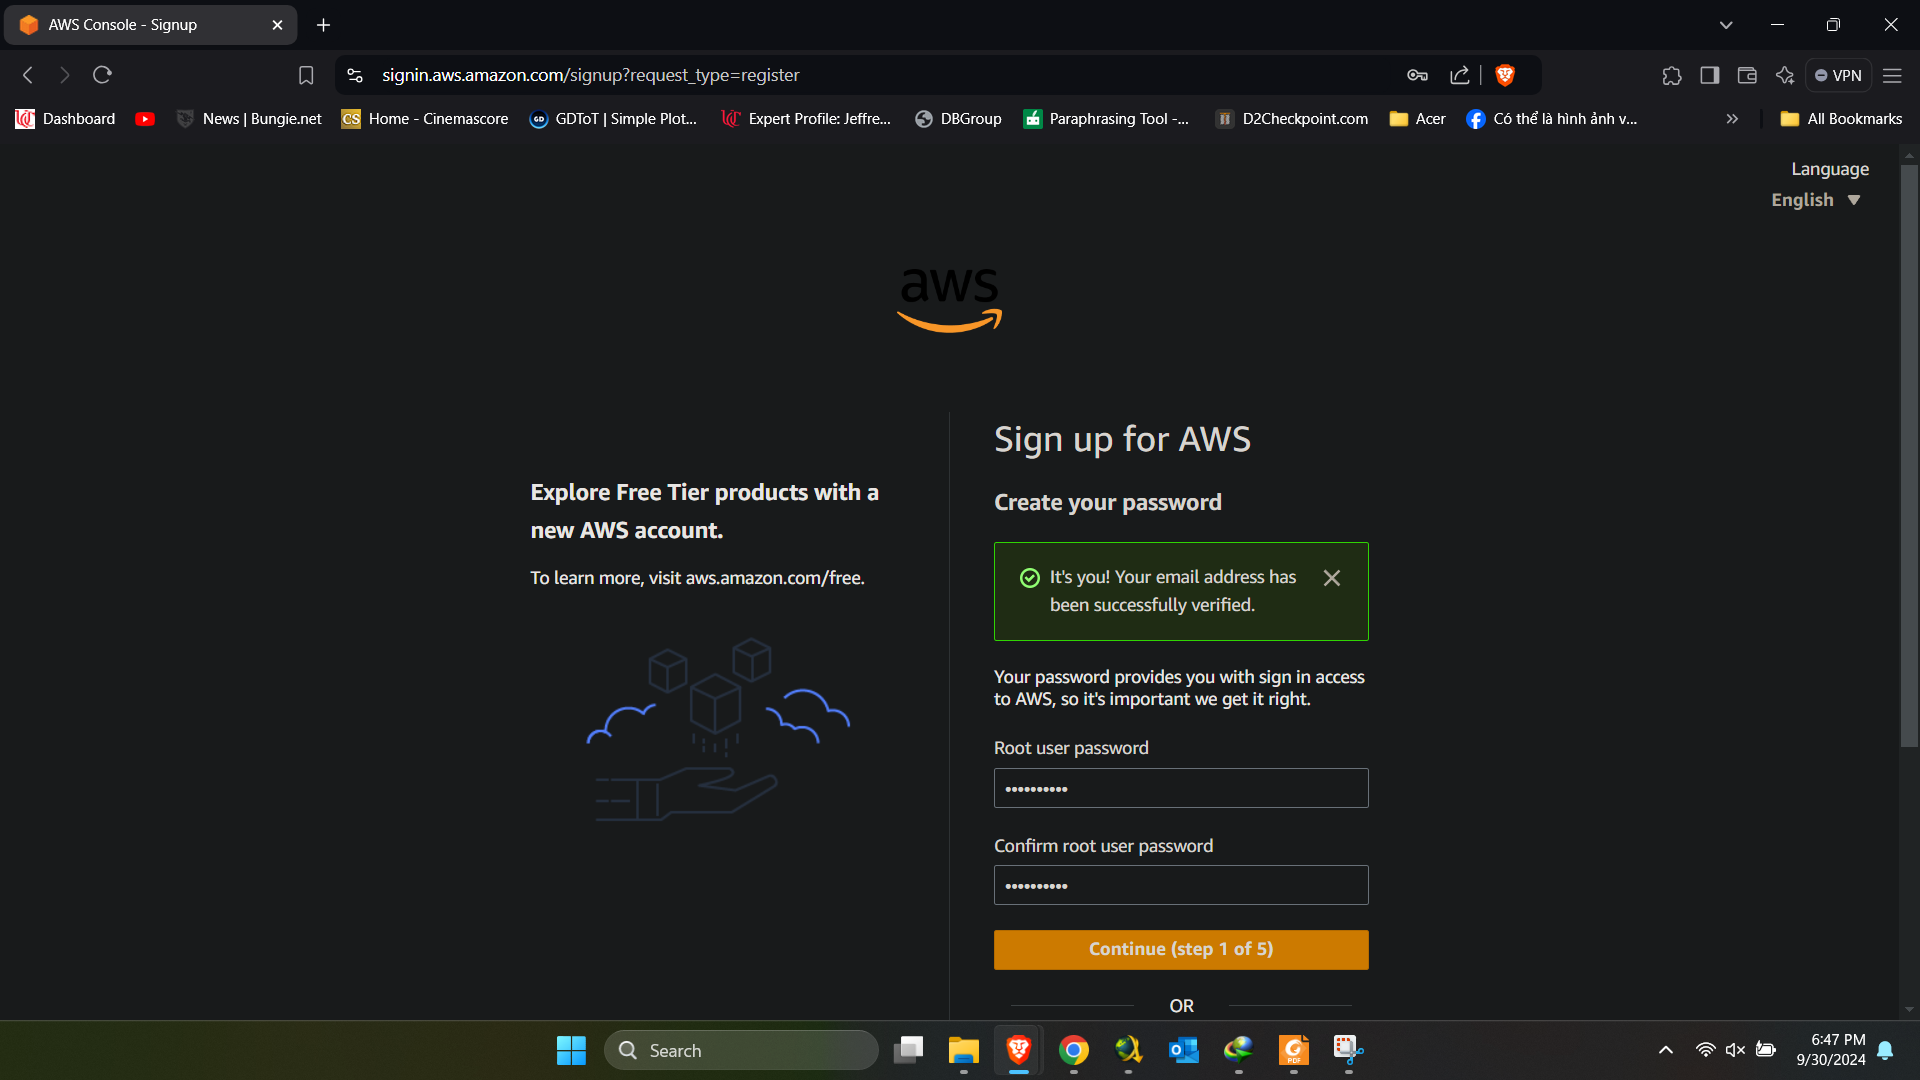 AWS Console - Signup
signin.aws.amazon.com/signup?request_type=register
VPN
Dashboard
News | Bungie.net
CS
Home - Cinemascore
GD
GDToT | Simple Plot...
Expert Profile: Jeffre...
DBGroup
Paraphrasing Tool -...
D2Checkpoint.com
Acer
Có thể là hình ảnh v...
All Bookmarks
Language
English
aws
Explore Free Tier products with a
new AWS account.
To learn more, visit aws.amazon.com/free.
Sign up for AWS
Create your password
It's you! Your email address has
been successfully verified.
Your password provides you with sign in access
to AWS, so it's important we get it right.
Root user password
••••••••••
Confirm root user password
••••••••••
Continue (step 1 of 5)
OR
Search
PDF
6:47 PM
9/30/2024